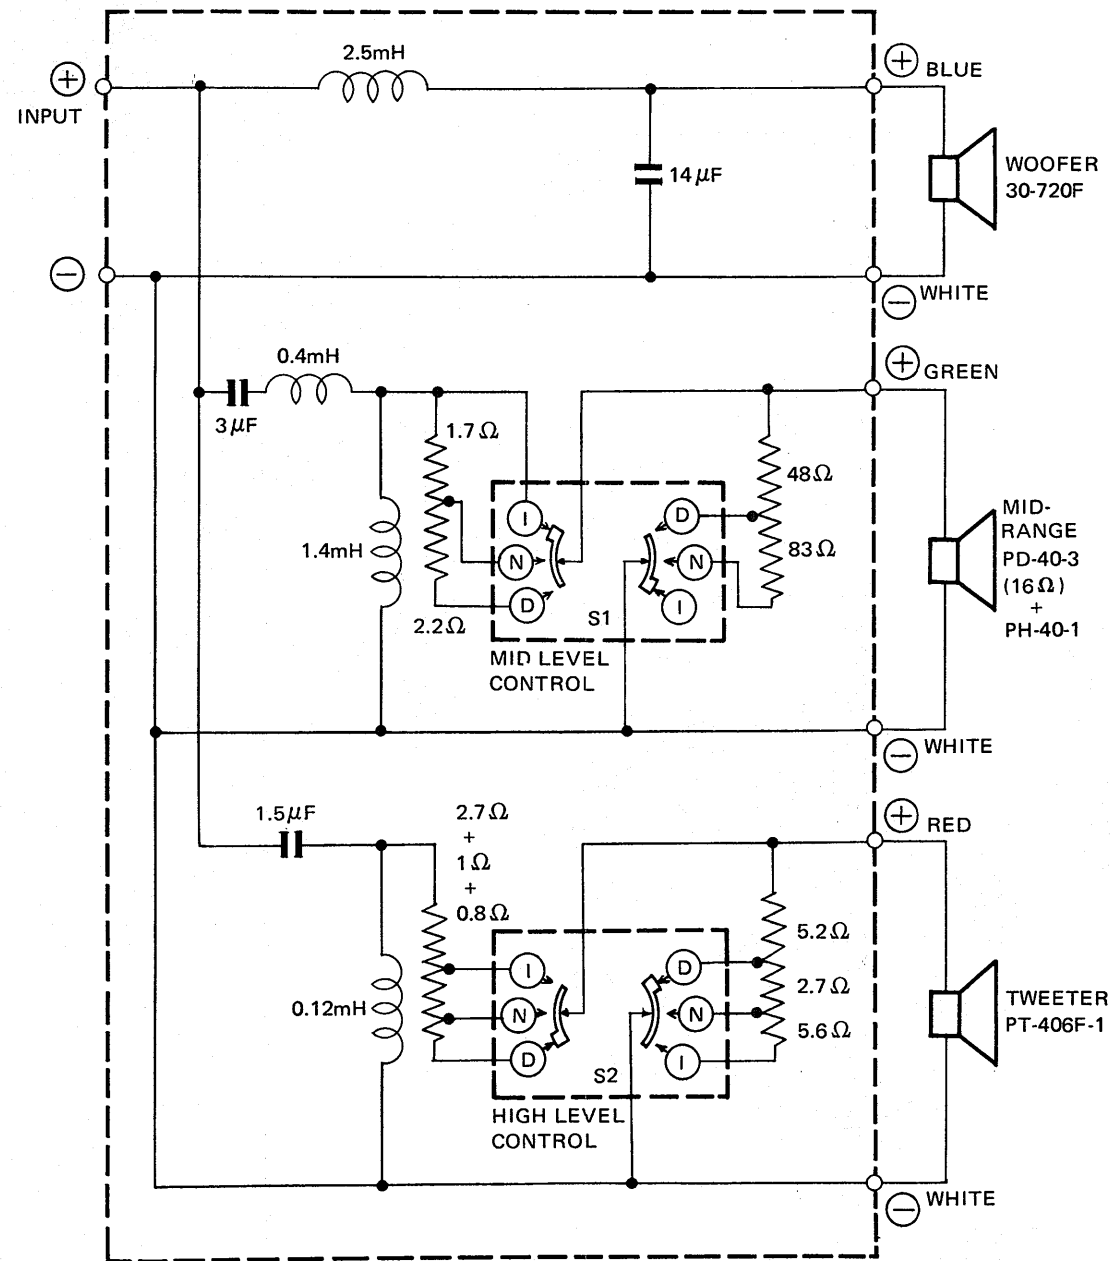 2.5mH
+
+
BLUE
INPUT
14μF
WOOFER
30-720F
−
−
WHITE
0.4mH
+
GREEN
3μF
1.7Ω
48Ω
I
D
MID-
RANGE
PD-40-3
(16Ω)
+
PH-40-1
1.4mH
N
N
83Ω
D
I
2.2Ω
S1
MID LEVEL
CONTROL
−
WHITE
1.5μF
2.7Ω
+
1Ω
+
0.8Ω
+
RED
5.2Ω
I
D
0.12mH
N
N
2.7Ω
5.6Ω
TWEETER
PT-406F-1
D
I
S2
HIGH LEVEL
CONTROL
−
WHITE